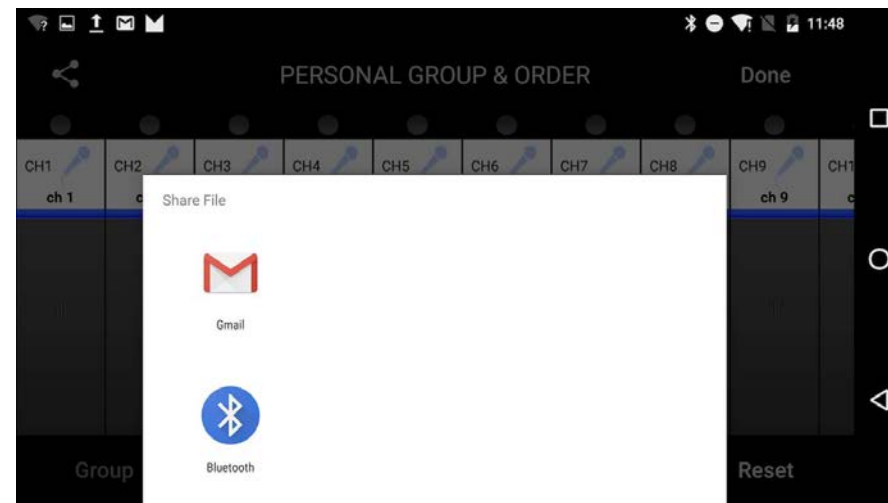 11:48
PERSONAL GROUP & ORDER
Done
CH1
CH2
CH3
CH4
CH5
CH6
CH7
CH8
CH9
CH1
ch 1
c
ch 9
c
Share File
Gmail
Bluetooth
Group
Reset